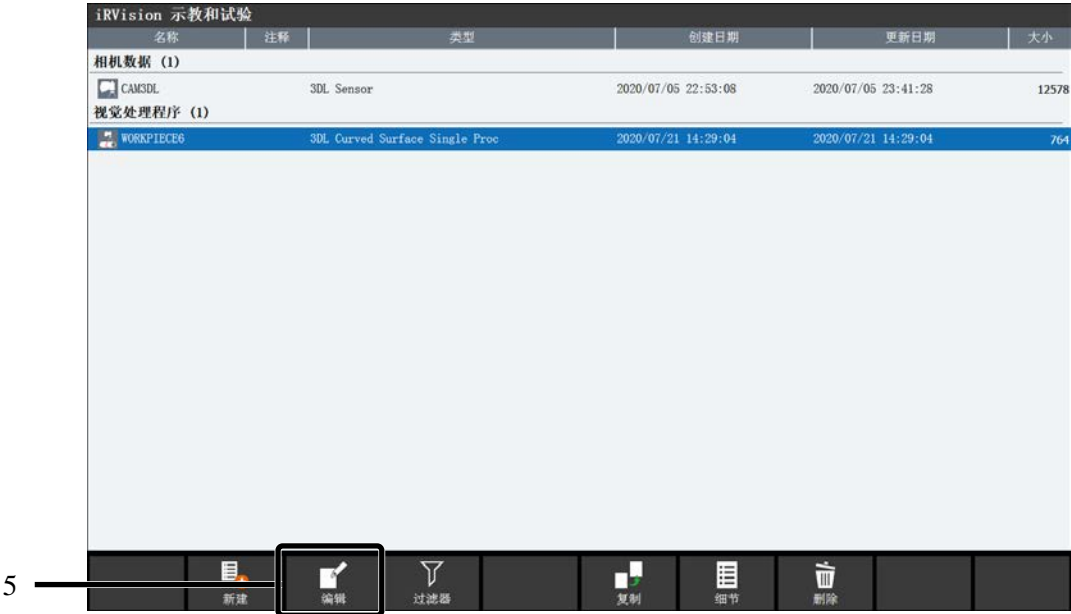 iRVision 示教和试验
名称 注释 类型 创建日期 更新日期 大小
相机数据 (1)
CAM3DL 3DL Sensor 2020/07/05 22:53:08 2020/07/05 23:41:28 12578
视觉处理程序 (1)
WORKPIECE6 3DL Curved Surface Single Proc 2020/07/21 14:29:04 2020/07/21 14:29:04 764
5
新建 编辑 过滤器 复制 细节 删除